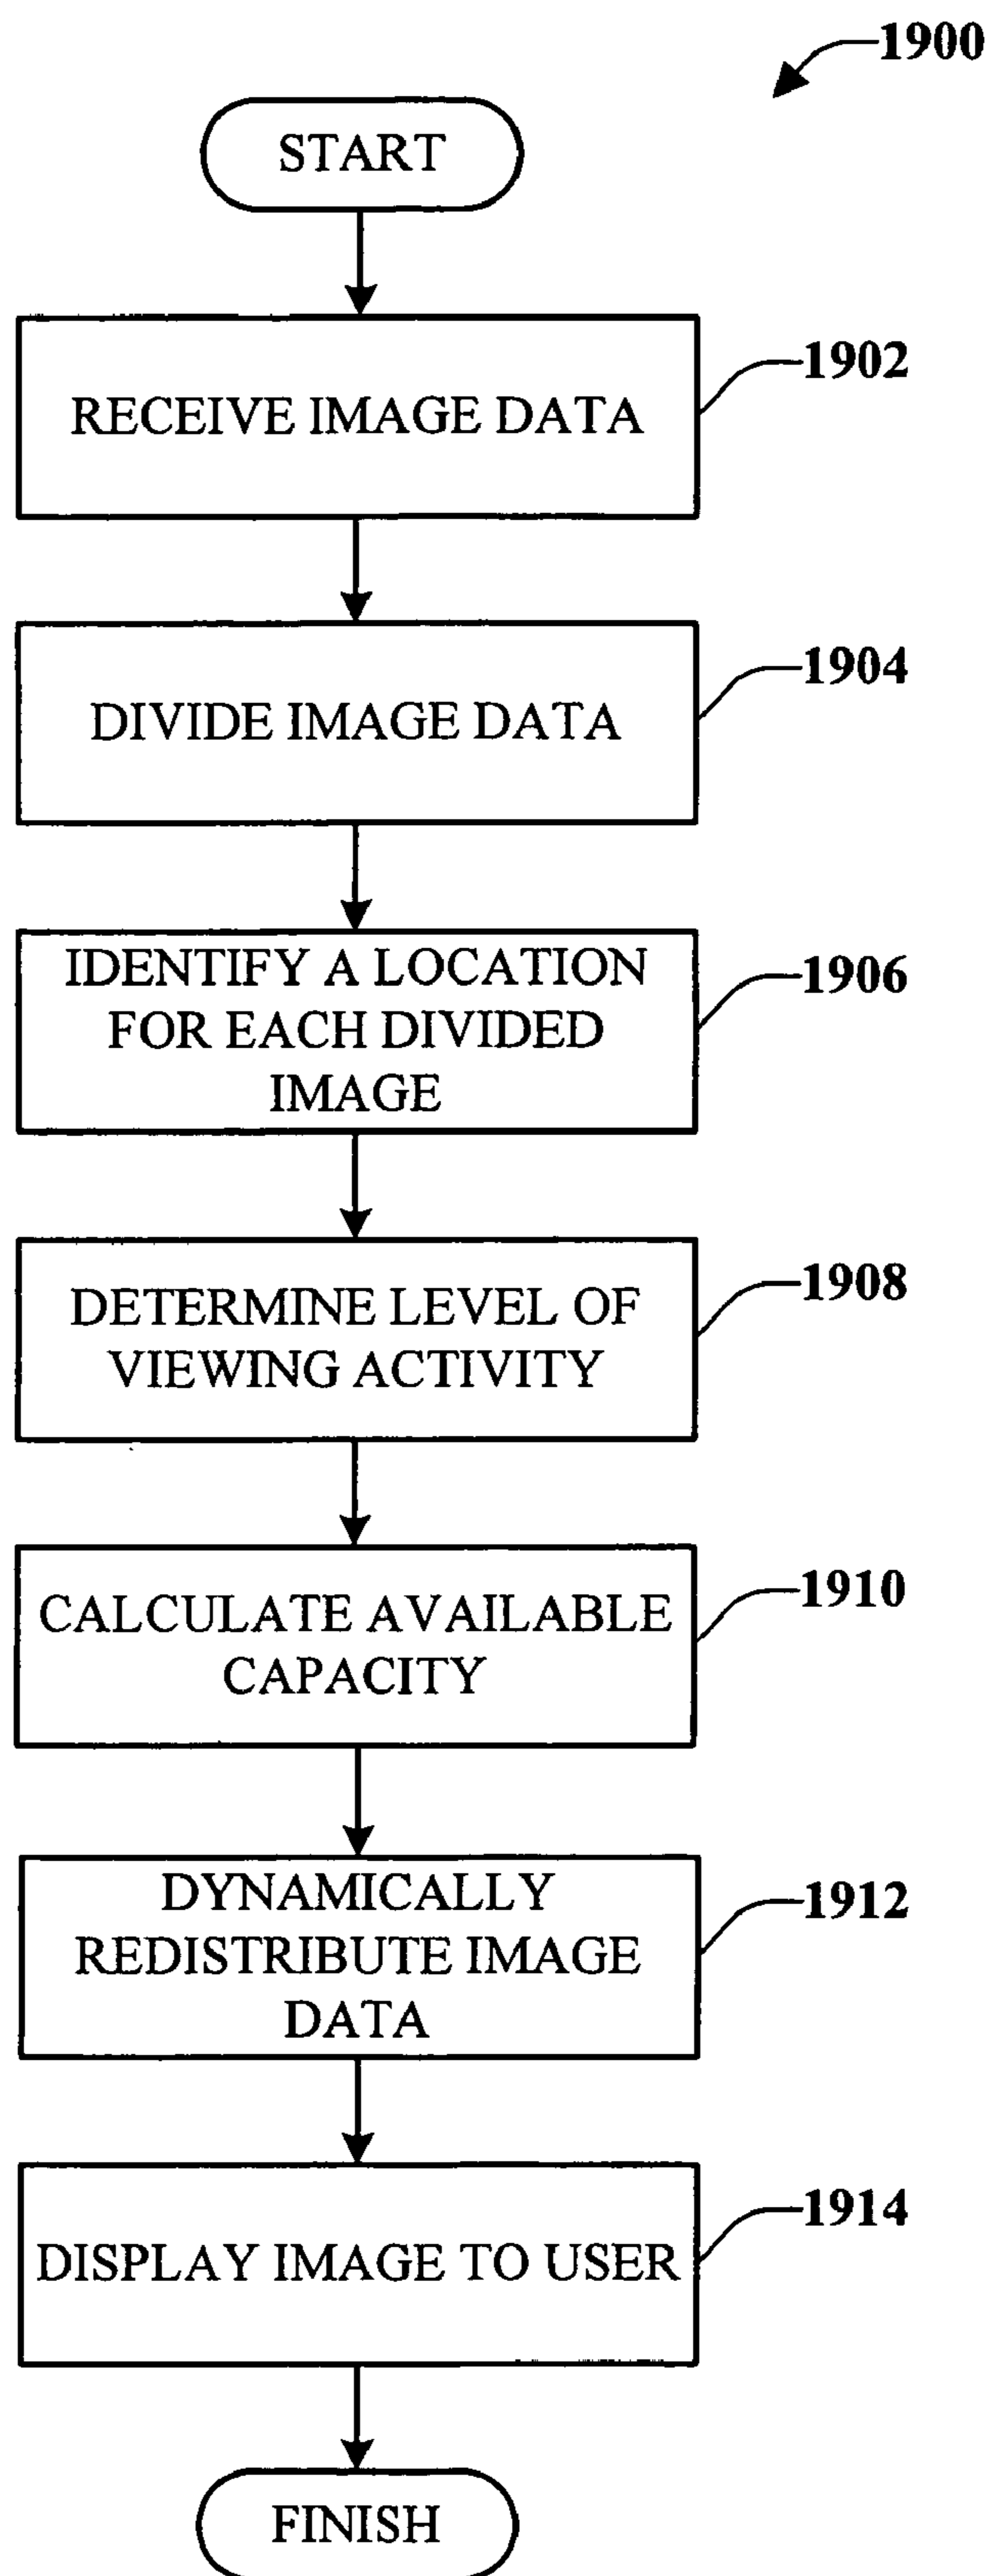 1900
START
RECEIVE IMAGE DATA
1902
DIVIDE IMAGE DATA
1904
IDENTIFY A LOCATION
FOR EACH DIVIDED
IMAGE
1906
DETERMINE LEVEL OF
VIEWING ACTIVITY
1908
CALCULATE AVAILABLE
CAPACITY
1910
DYNAMICALLY
REDISTRIBUTE IMAGE
DATA
1912
DISPLAY IMAGE TO USER
1914
FINISH